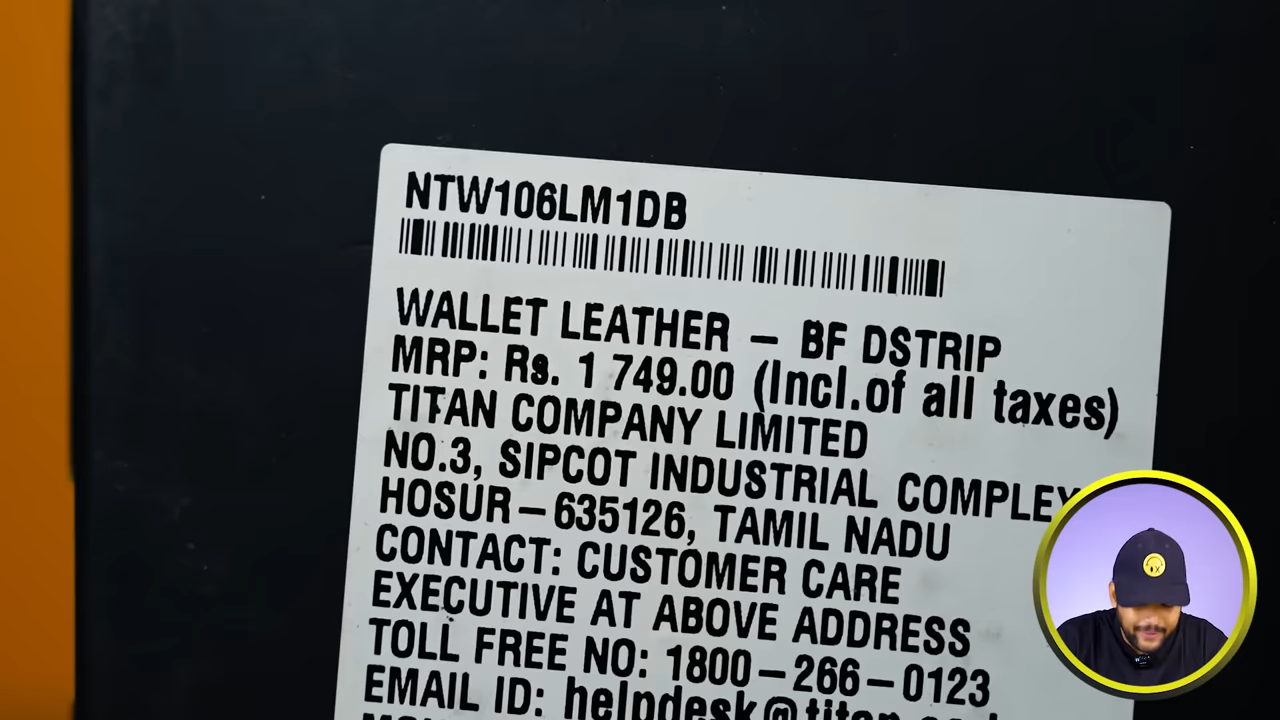 NTW106LM1DB
WALLET LEATHER – BF DSTRIP
MRP: Rs. 1 749.00 (Incl.of all taxes)
TITAN COMPANY LIMITED
NO.3, SIPCOT INDUSTRIAL
HOSUR–635126, TAMIL NADU
CONTACT: CUSTOMER CARE
EXECUTIVE AT ABOVE ADDRESS
TOLL FREE NO: 1800–266–0123
EMAIL ID: